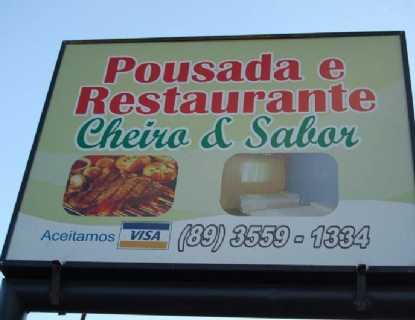 Pousada e
Restaurante
Cheiro & Sabor
Aceitamos VISA (89) 3559 - 1334